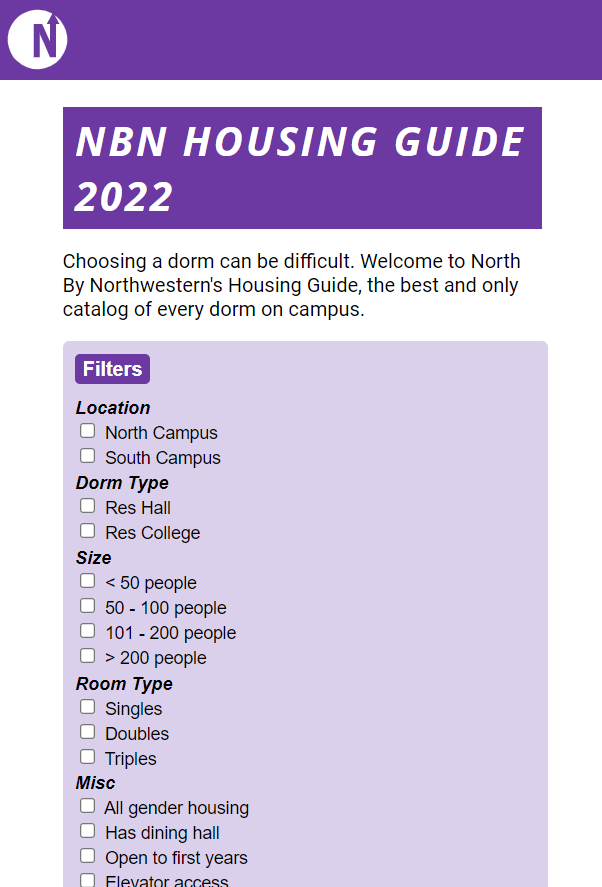 N
NBN HOUSING GUIDE
2022
Choosing a dorm can be difficult. Welcome to North
By Northwestern's Housing Guide, the best and only
catalog of every dorm on campus.
Filters
Location
North Campus
South Campus
Dorm Type
Res Hall
Res College
Size
< 50 people
50 - 100 people
101 - 200 people
> 200 people
Room Type
Singles
Doubles
Triples
Misc
All gender housing
Has dining hall
Open to first years
Elevator access